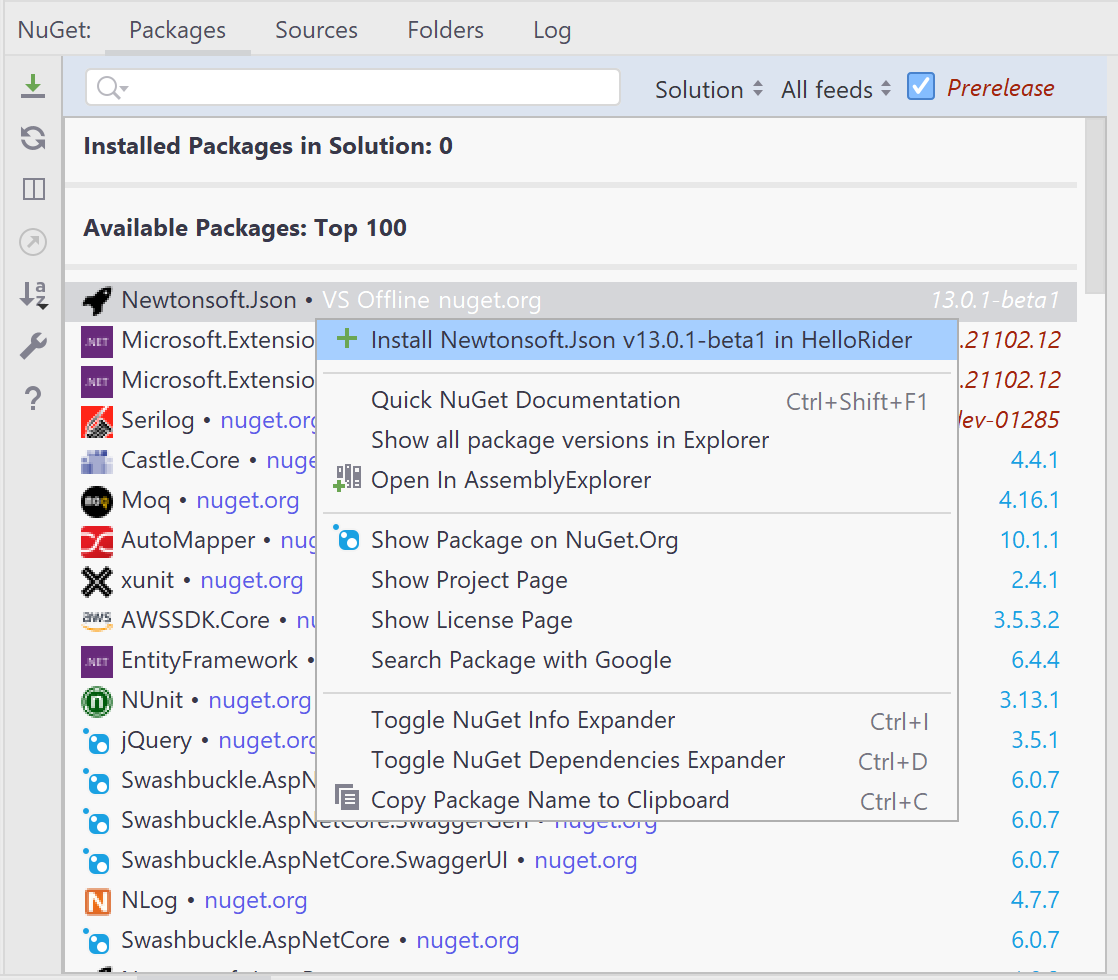 NuGet: Packages Sources Folders Log
Solution All feeds Prerelease
Installed Packages in Solution: 0
Available Packages: Top 100
Newtonsoft.Json • VS Offline nuget.org 13.0.1-beta1
Install Newtonsoft.Json v13.0.1-beta1 in HelloRider
Quick NuGet Documentation Ctrl+Shift+F1
Show all package versions in Explorer
Open In AssemblyExplorer
Show Package on NuGet.Org
Show Project Page
Show License Page
Search Package with Google
Toggle NuGet Info Expander Ctrl+I
Toggle NuGet Dependencies Expander Ctrl+D
Copy Package Name to Clipboard Ctrl+C
.NET Microsoft.Extensio .21102.12
.NET Microsoft.Extensio .21102.12
Serilog • nuget.org dev-01285
Castle.Core • nuge 4.4.1
MOQ Moq • nuget.org 4.16.1
AutoMapper • nug 10.1.1
xunit • nuget.org 2.4.1
aws AWSSDK.Core • nu 3.5.3.2
.NET EntityFramework • 6.4.4
n NUnit • nuget.org 3.13.1
jQuery • nuget.org 3.5.1
Swashbuckle.AspN 6.0.7
Swashbuckle.AspNetCore.SwaggerGen • nuget.org 6.0.7
Swashbuckle.AspNetCore.SwaggerUI • nuget.org 6.0.7
N NLog • nuget.org 4.7.7
Swashbuckle.AspNetCore • nuget.org 6.0.7